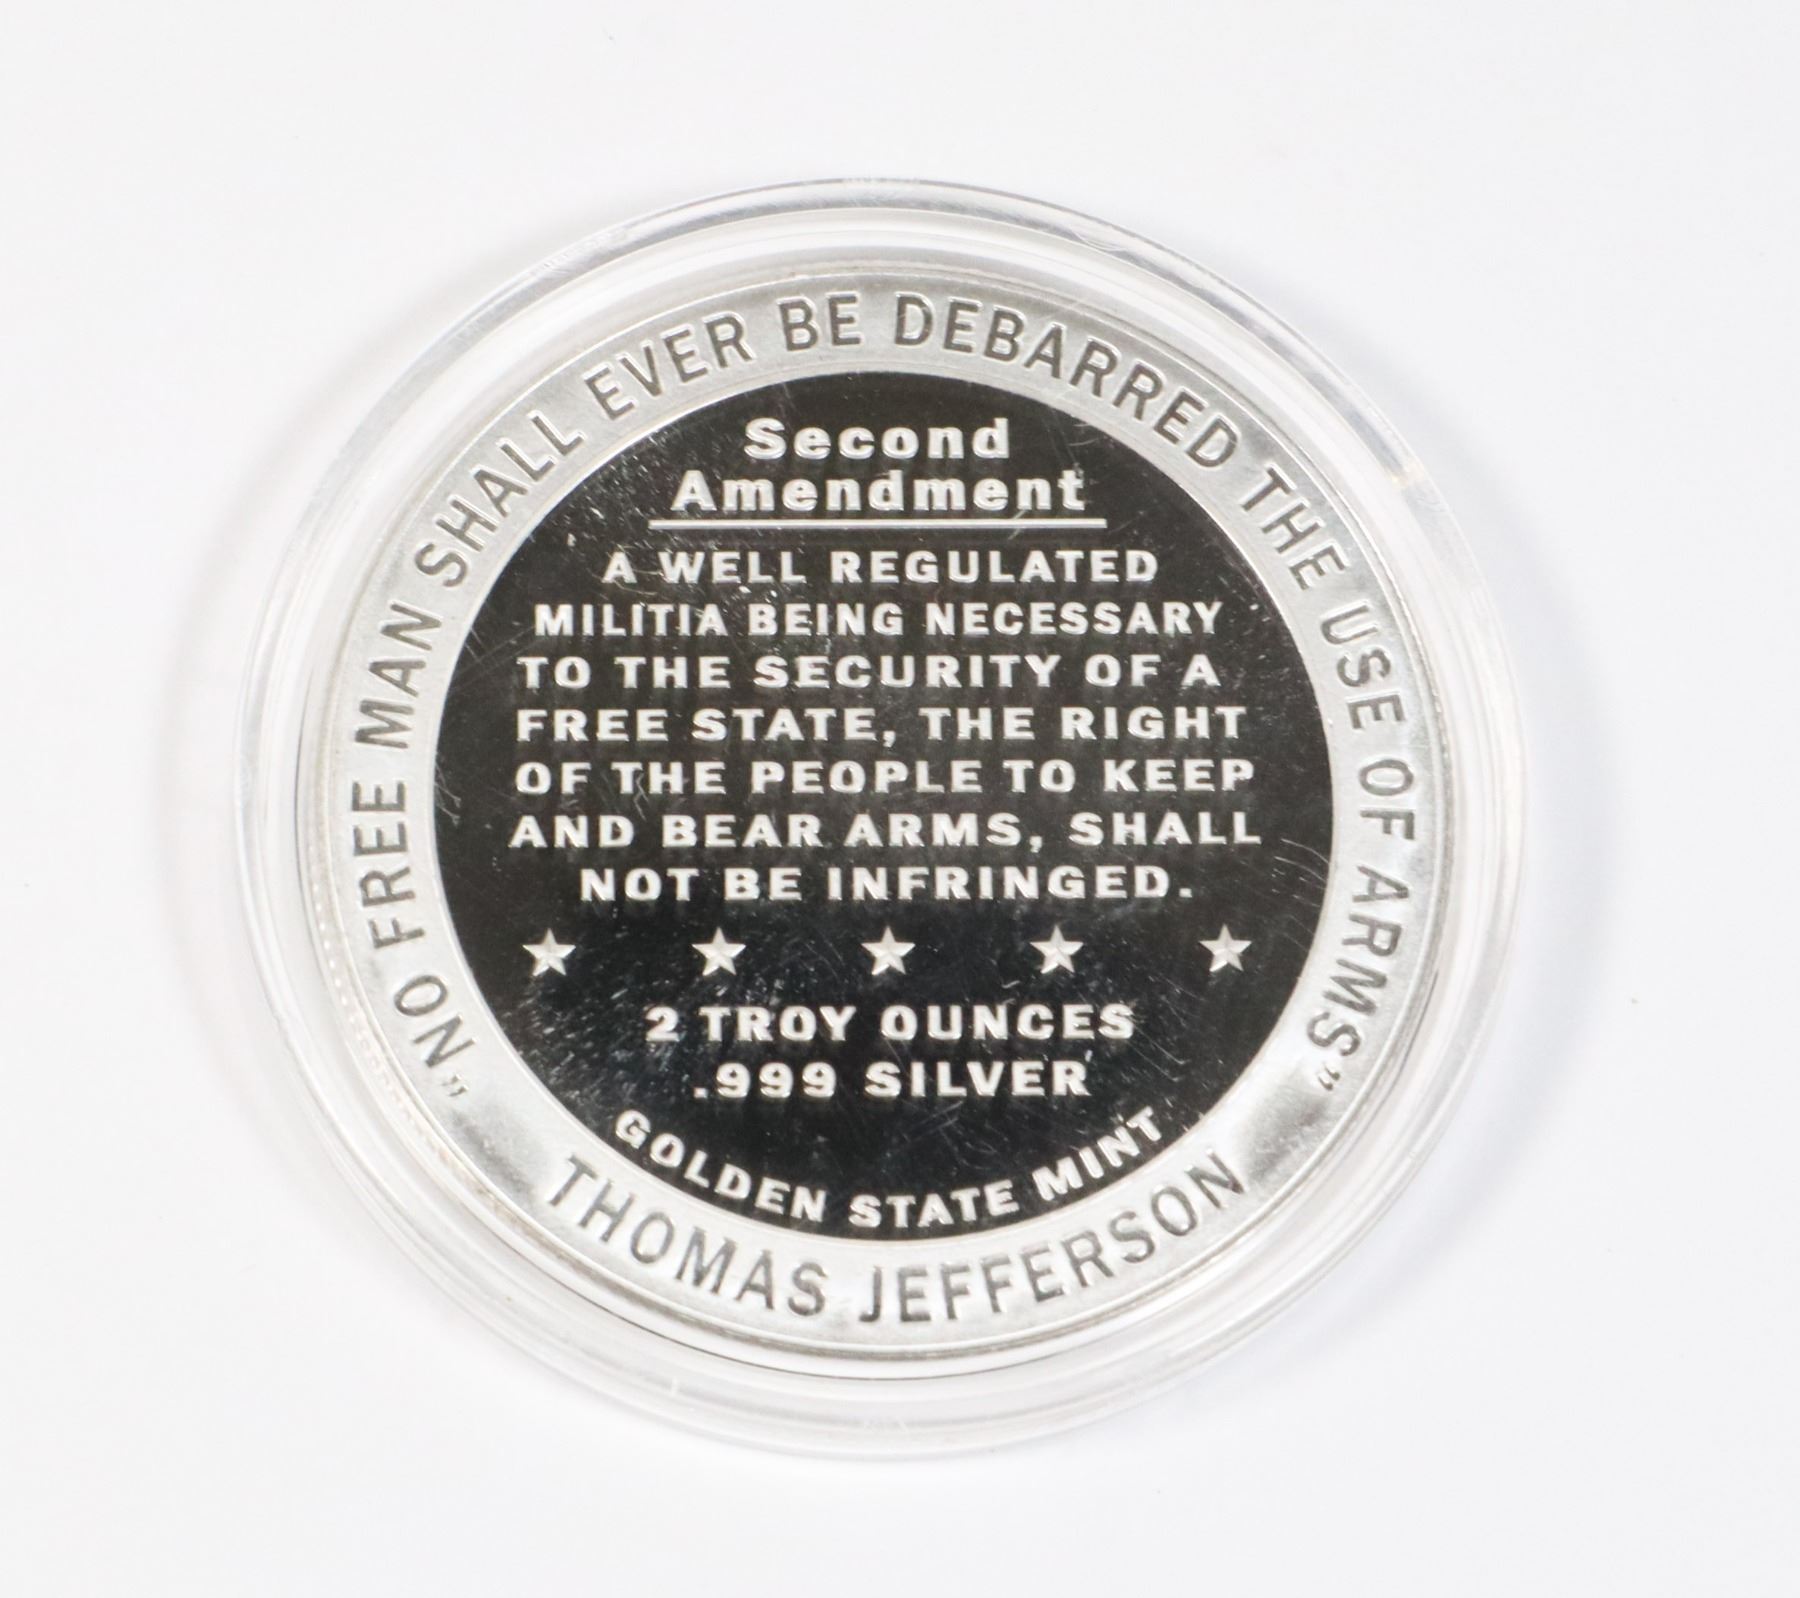 "NO FREE MAN SHALL EVER BE DEBARRED THE USE OF ARMS"
Second
Amendment
A WELL REGULATED
MILITIA BEING NECESSARY
TO THE SECURITY OF A
FREE STATE, THE RIGHT
OF THE PEOPLE TO KEEP
AND BEAR ARMS, SHALL
NOT BE INFRINGED.
2 TROY OUNCES
.999 SILVER
GOLDEN STATE MINT
THOMAS JEFFERSON